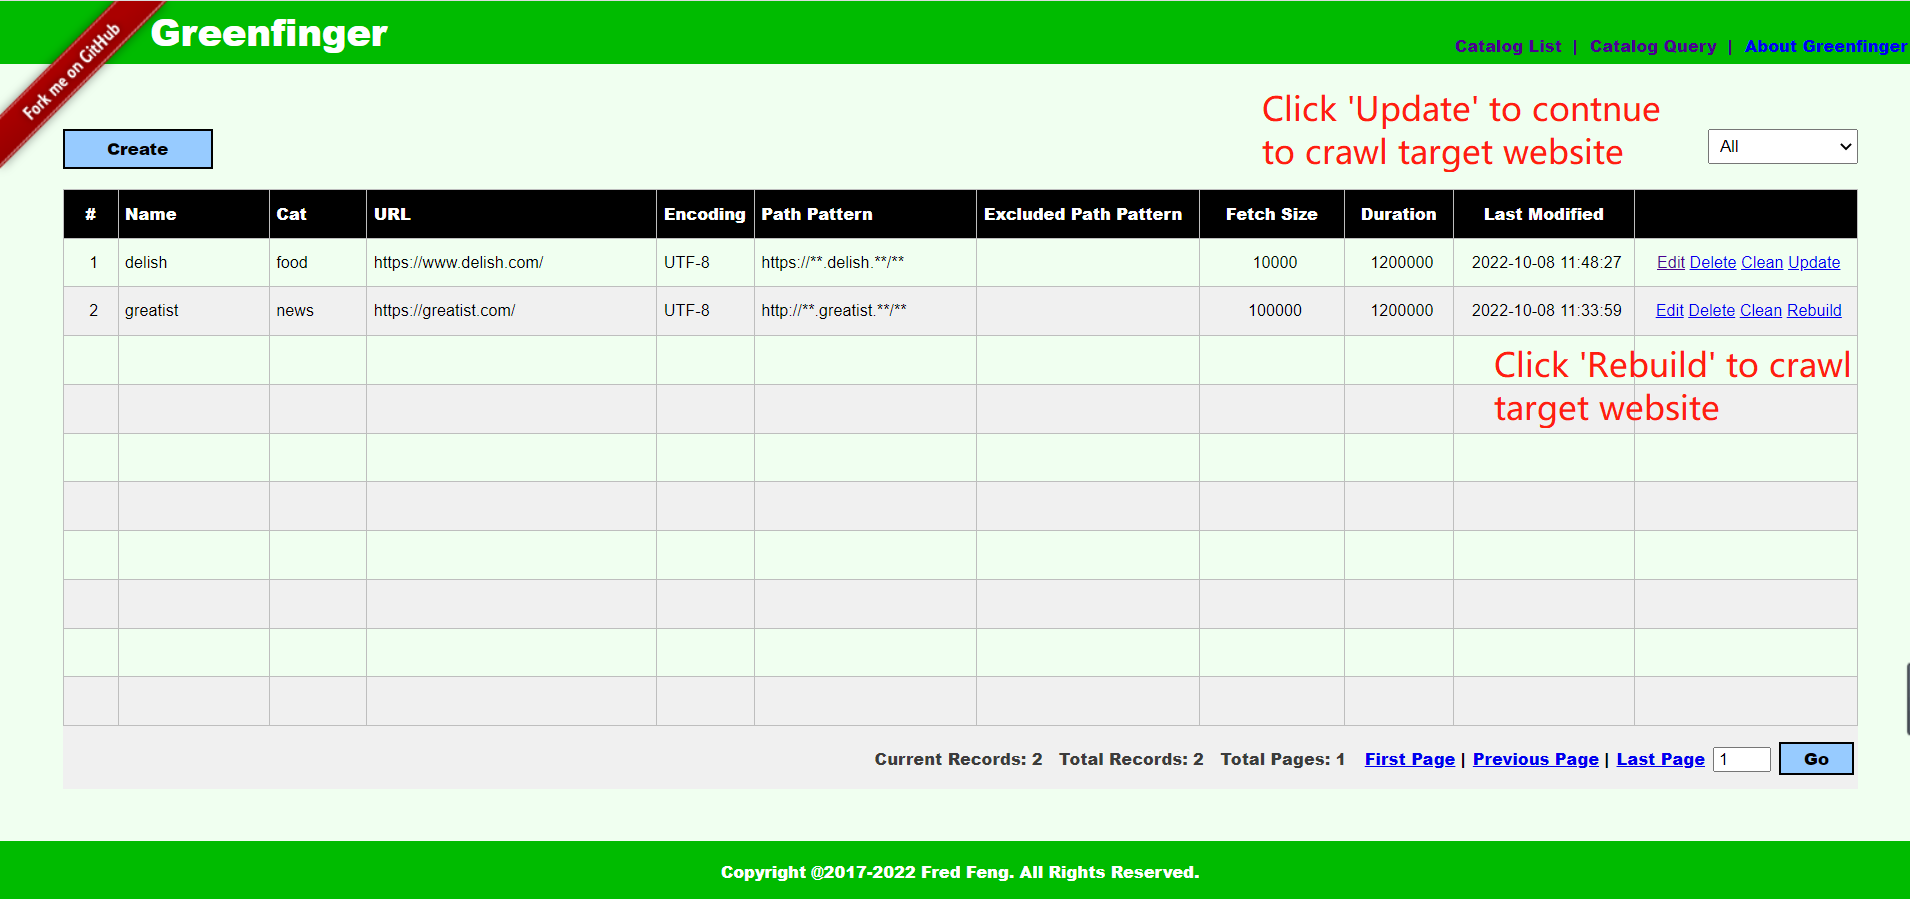 Fork me on GitHub
Greenfinger
Catalog List | Catalog Query | About Greenfinger
Click 'Update' to contnue
to crawl target website
Create
All
# Name Cat URL Encoding Path Pattern Excluded Path Pattern Fetch Size Duration Last Modified
1 delish food https://www.delish.com/ UTF-8 https://**.delish.**/** 10000 1200000 2022-10-08 11:48:27 Edit Delete Clean Update
2 greatist news https://greatist.com/ UTF-8 http://**.greatist.**/** 100000 1200000 2022-10-08 11:33:59 Edit Delete Clean Rebuild
Click 'Rebuild' to crawl
target website
Current Records: 2 Total Records: 2 Total Pages: 1 First Page | Previous Page | Last Page 1 Go
Copyright @2017-2022 Fred Feng. All Rights Reserved.